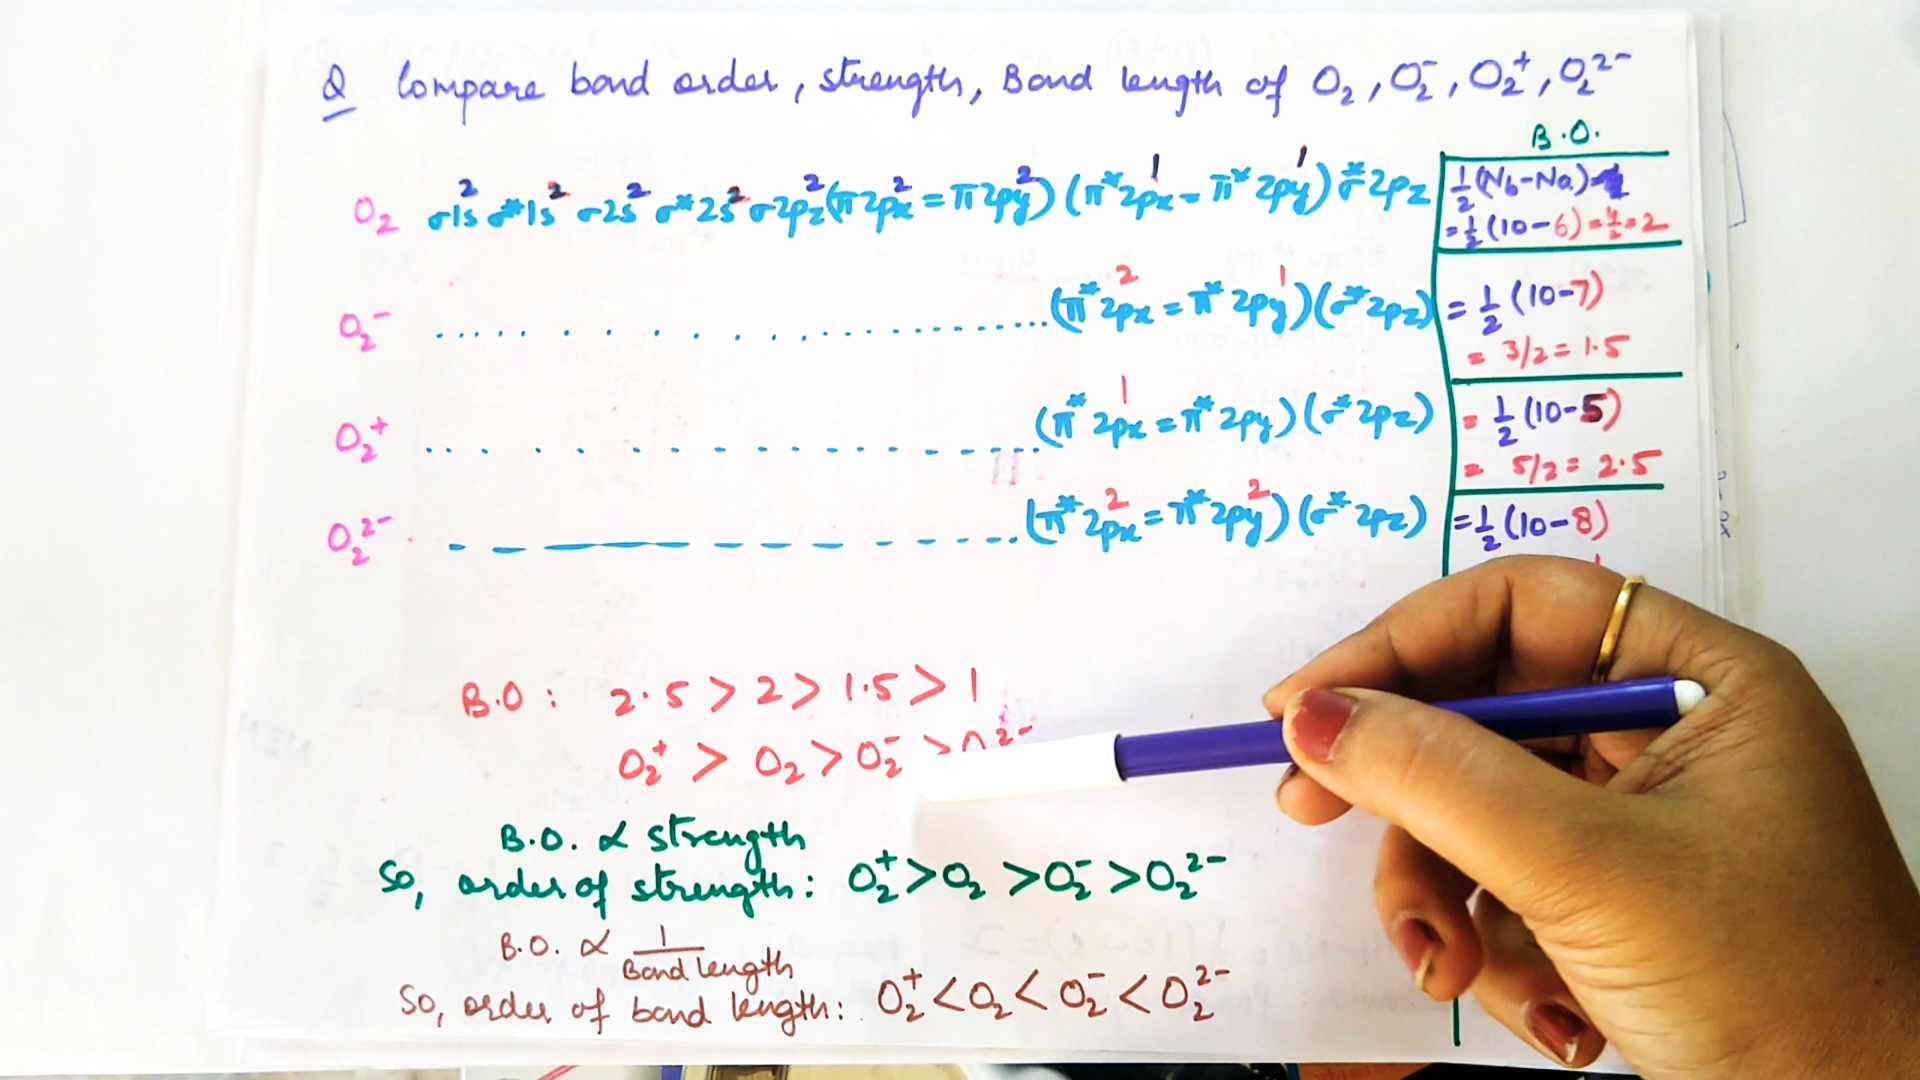 Q Compare bond order, strength, Bond length of O₂, O₂⁻, O₂⁺, O₂²⁻
B.O.
O₂ σ1s² σ*1s² σ2s² σ*2s² σ2pz² (π2px² = π2py²) (π*2px¹ = π*2py¹) σ*2pz
½(Nb-Na)
= ½(10-6) = 4/2 = 2
O₂⁻ .......................... (π*2px² = π*2py¹)(σ*2pz) = ½(10-7)
= 3/2 = 1.5
O₂⁺ .......................... (π*2px¹ = π*2py)(σ*2pz) = ½(10-5)
= 5/2 = 2.5
O₂²⁻ - - - - - - - - - - - - (π*2px² = π*2py²)(σ*2pz) = ½(10-8)
B.O : 2.5 > 2 > 1.5 > 1
O₂⁺ > O₂ > O₂⁻ > O²⁻
B.O. ∝ strength
So, order of strength: O₂⁺ > O₂ > O₂⁻ > O₂²⁻
B.O. ∝ 1/Bond length
So, order of bond length: O₂⁺ < O₂ < O₂⁻ < O₂²⁻